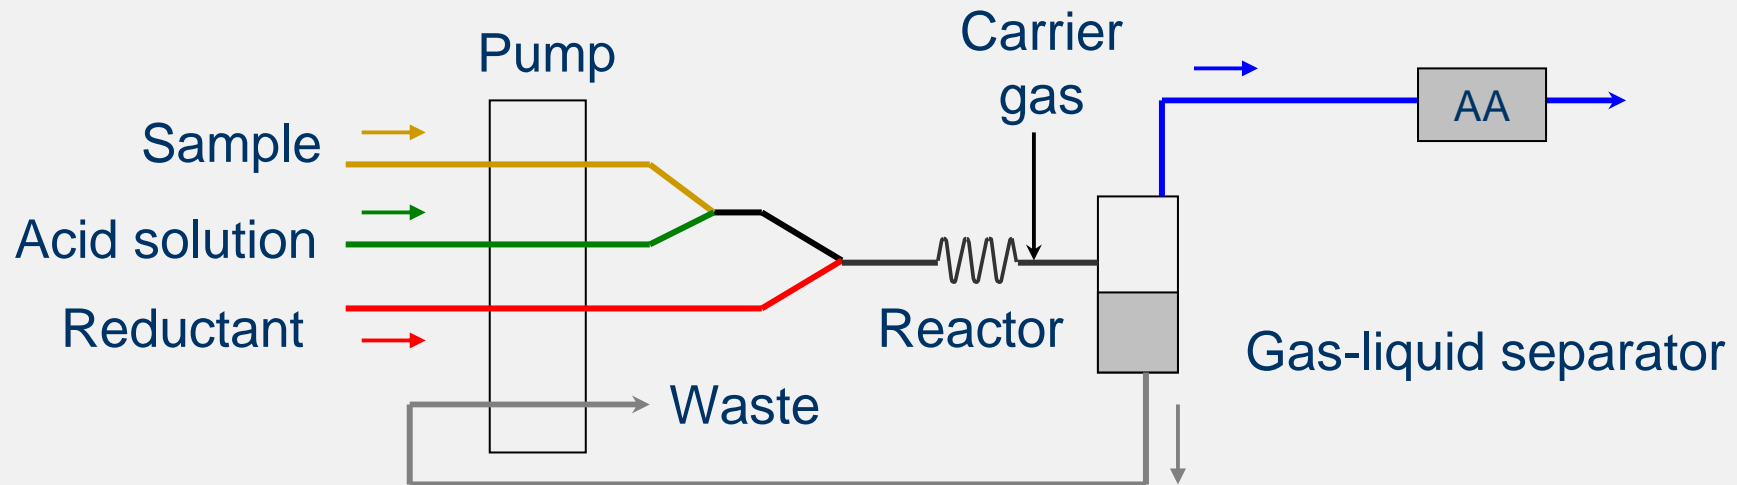 Pump
Carrier
gas
AA
Sample
Acid solution
Reductant
Reactor
Gas-liquid separator
Waste